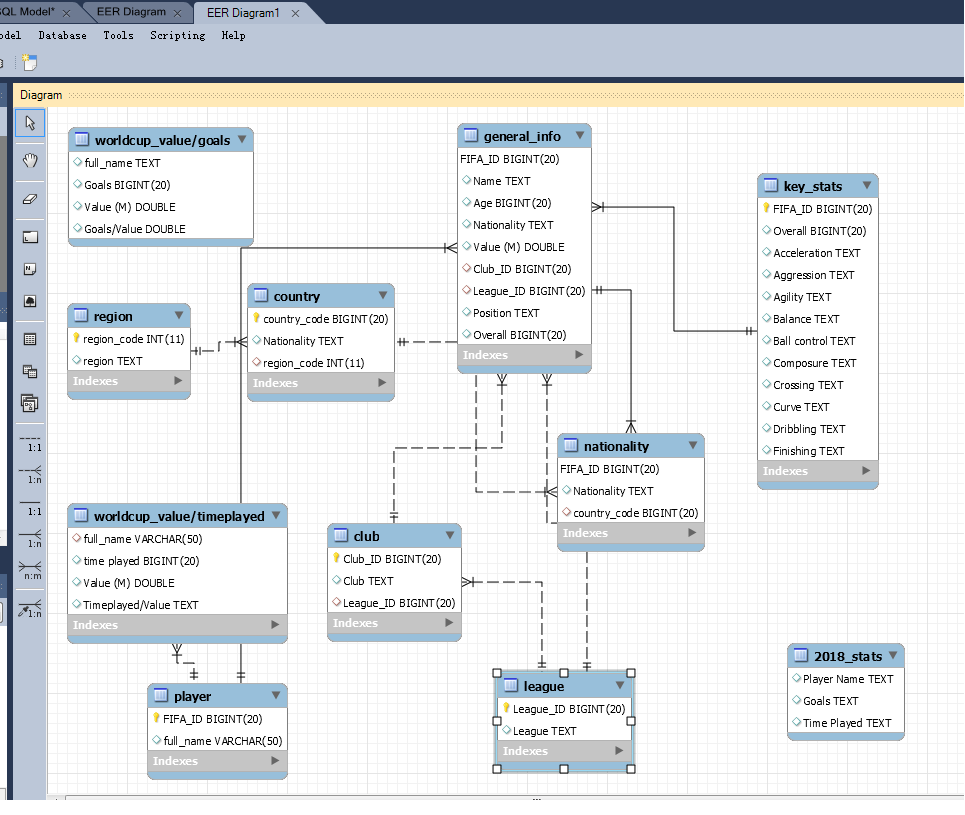 SQL Model*
EER Diagram
EER Diagram1
odel Database Tools Scripting Help
Diagram
worldcup_value/goals
full_name TEXT
Goals BIGINT(20)
Value (M) DOUBLE
Goals/Value DOUBLE
general_info
FIFA_ID BIGINT(20)
Name TEXT
Age BIGINT(20)
Nationality TEXT
Value (M) DOUBLE
Club_ID BIGINT(20)
League_ID BIGINT(20)
Position TEXT
Overall BIGINT(20)
Indexes
key_stats
FIFA_ID BIGINT(20)
Overall BIGINT(20)
Acceleration TEXT
Aggression TEXT
Agility TEXT
Balance TEXT
Ball control TEXT
Composure TEXT
Crossing TEXT
Curve TEXT
Dribbling TEXT
Finishing TEXT
Indexes
region
region_code INT(11)
region TEXT
Indexes
country
country_code BIGINT(20)
Nationality TEXT
region_code INT(11)
Indexes
nationality
FIFA_ID BIGINT(20)
Nationality TEXT
country_code BIGINT(20)
Indexes
1:1
1:n
1:1
1:n
n:m
1:n
worldcup_value/timeplayed
full_name VARCHAR(50)
time played BIGINT(20)
Value (M) DOUBLE
Timeplayed/Value TEXT
Indexes
club
Club_ID BIGINT(20)
Club TEXT
League_ID BIGINT(20)
Indexes
player
FIFA_ID BIGINT(20)
full_name VARCHAR(50)
Indexes
league
League_ID BIGINT(20)
League TEXT
Indexes
2018_stats
Player Name TEXT
Goals TEXT
Time Played TEXT